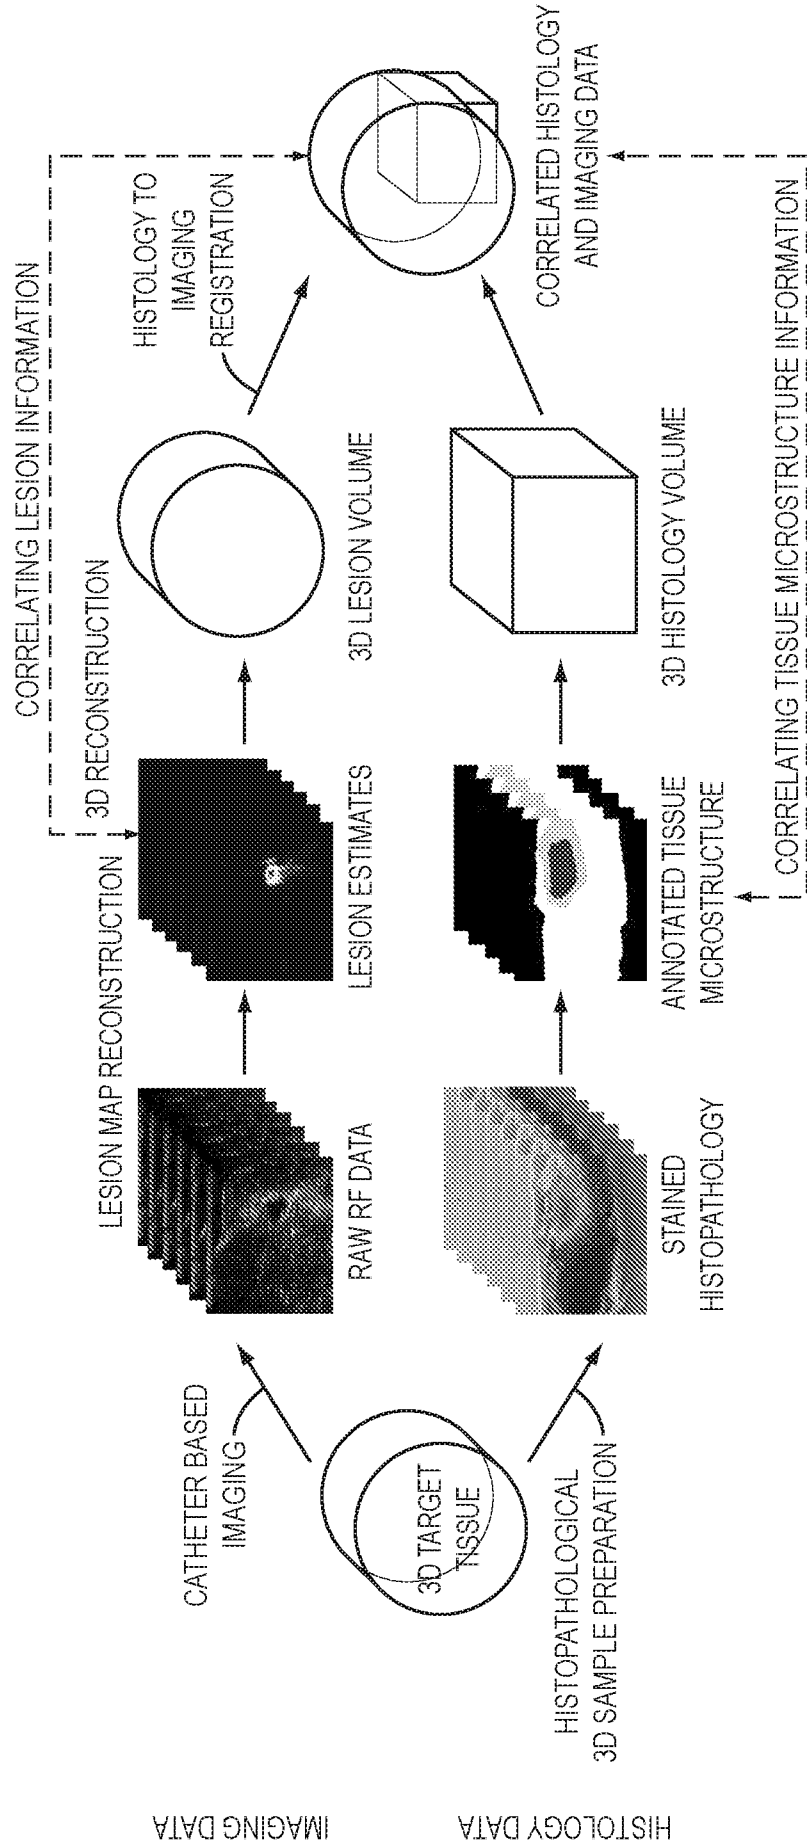 IMAGING DATA
HISTOLOGY DATA
CORRELATING LESION INFORMATION
CATHETER BASED
IMAGING
LESION MAP RECONSTRUCTION
3D RECONSTRUCTION
HISTOLOGY TO
IMAGING
REGISTRATION
RAW RF DATA
LESION ESTIMATES
3D LESION VOLUME
3D TARGET
TISSUE
CORRELATED HISTOLOGY
AND IMAGING DATA
HISTOPATHOLOGICAL
3D SAMPLE PREPARATION
STAINED
HISTOPATHOLOGY
ANNOTATED TISSUE
MICROSTRUCTURE
3D HISTOLOGY VOLUME
CORRELATING TISSUE MICROSTRUCTURE INFORMATION